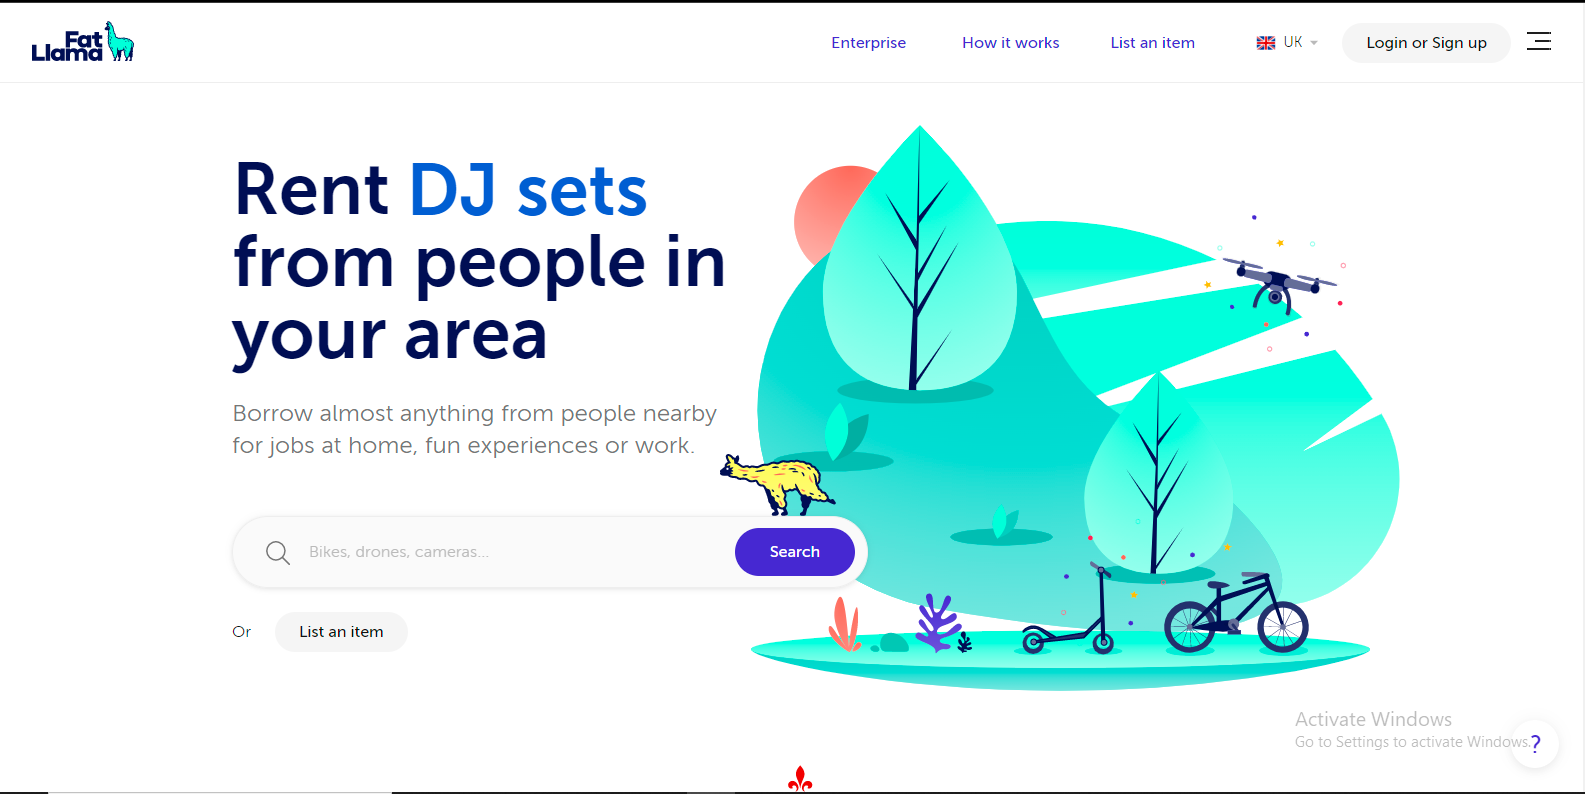 Fat
Llama
Enterprise
How it works
List an item
UK
Login or Sign up
Rent DJ sets
from people in
your area
Borrow almost anything from people nearby
for jobs at home, fun experiences or work.
Bikes, drones, cameras...
Search
Or
List an item
Activate Windows
Go to Settings to activate Windows.
?